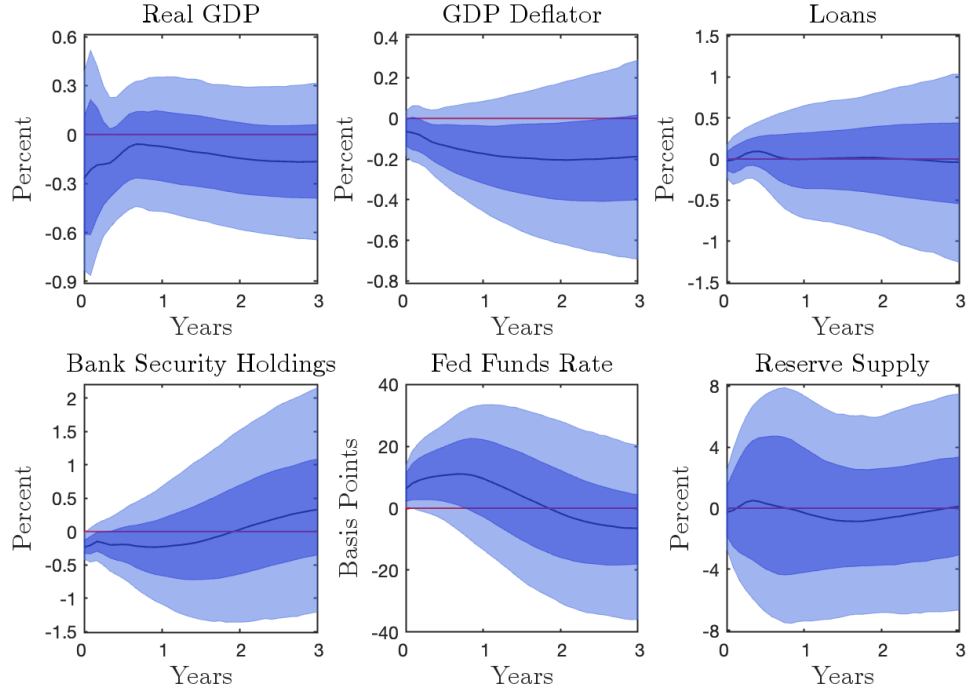 Real GDP
0.6
0.3
0
-0.3
-0.6
-0.9
Percent
0 1 2 3
Years
GDP Deflator
0.4
0.2
0
-0.2
-0.4
-0.6
-0.8
Percent
0 1 2 3
Years
Loans
1.5
1
0.5
0
-0.5
-1
-1.5
Percent
0 1 2 3
Years
Bank Security Holdings
2
1.5
1
0.5
0
-0.5
-1
-1.5
Percent
0 1 2 3
Years
Fed Funds Rate
40
20
0
-20
-40
Basis Points
0 1 2 3
Years
Reserve Supply
8
4
0
-4
-8
Percent
0 1 2 3
Years